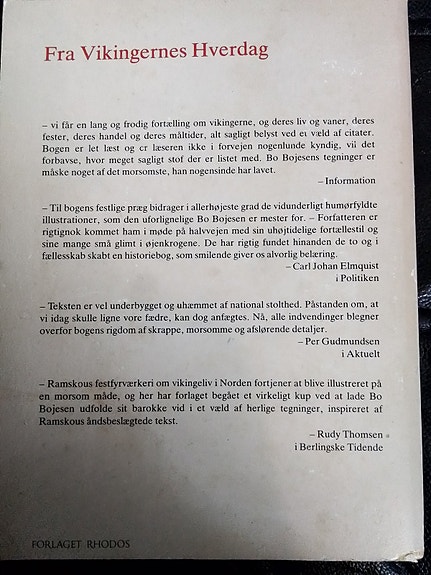 Fra Vikingernes Hverdag
– vi får en lang og frodig fortælling om vikingerne, og deres liv og vaner, deres
fester, deres handel og deres måltider, alt sagligt belyst ved et væld af citater.
Bogen er let læst og er læseren ikke i forvejen nogenlunde kyndig, vil det
forbavse, hvor meget sagligt stof der er listet med. Bo Bojesens tegninger er
måske noget af det morsomste, han nogensinde har lavet.
– Information
– Til bogens festlige præg bidrager i allerhøjeste grad de vidunderligt humørfyldte
illustrationer, som den uforlignelige Bo Bojesen er mester for. – Forfatteren er
rigtignok kommet ham i møde på halvvejen med sin uhøjtidelige fortællestil og
sine mange små glimt i øjenkrogene. De har rigtig fundet hinanden de to og i
fællesskab skabt en historiebog, som smilende giver os alvorlig belæring.
– Carl Johan Elmquist
i Politiken
– Teksten er vel underbygget og uhæmmet af national stolthed. Påstanden om, at
vi idag skulle ligne vore fædre, kan dog anfægtes. Nå, alle indvendinger blegner
overfor bogens rigdom af skrappe, morsomme og afslørende detaljer.
– Per Gudmundsen
i Aktuelt
– Ramskous festfyrværkeri om vikingeliv i Norden fortjener at blive illustreret på
en morsom måde, og her har forlaget begået et virkeligt kup ved at lade Bo
Bojesen udfolde sit barokke vid i et væld af herlige tegninger, inspireret af
Ramskous åndsbeslægtede tekst.
– Rudy Thomsen
i Berlingske Tidende
FORLAGET RHODOS